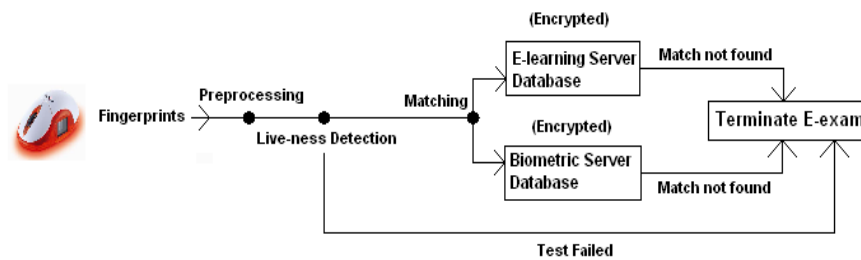 (Encrypted)
E-learning Server
Database
Match not found
Preprocessing
Matching
Fingerprints
Live-ness Detection
Terminate E-exam
(Encrypted)
Biometric Server
Database
Match not found
Test Failed